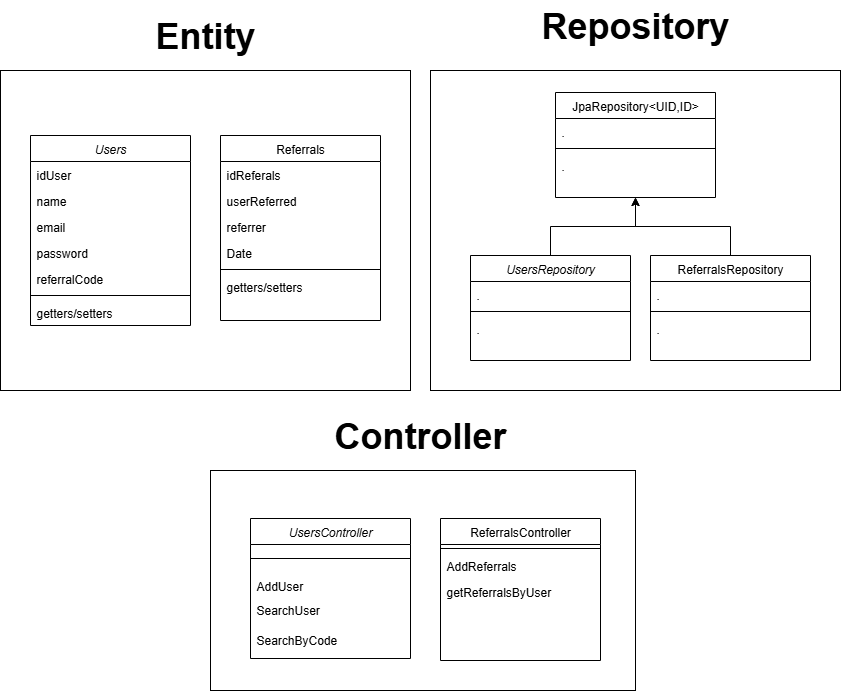 Entity
Users
idUser
name
email
password
referralCode
getters/setters
Referrals
idReferals
userReferred
referrer
Date
getters/setters
Repository
JpaRepository<UID,ID>
.
.
UsersRepository
.
.
ReferralsRepository
.
.
Controller
UsersController
AddUser
SearchUser
SearchByCode
ReferralsController
AddReferrals
getReferralsByUser